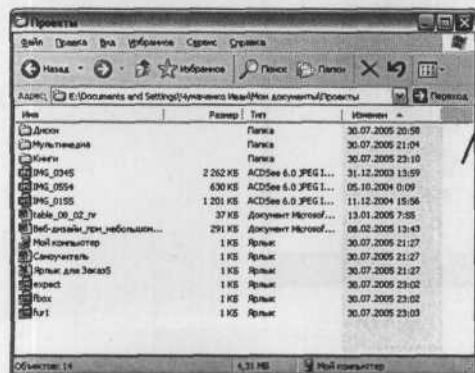 Проекты
Файл Правка Вид Избранное Сервис Справка
Назад Избранное Поиск Папки
Адрес: E:\Documents and Settings\Чумаченко Иван\Мои документы\Проекты Переход
Имя Размер Тип Изменен
Диски Папка 30.07.2005 20:58
Мультимедиа Папка 30.07.2005 21:04
Книги Папка 30.07.2005 23:10
IMG_0345 2 262 КБ ACDSee 6.0 JPEG I... 31.12.2003 13:59
IMG_0554 630 КБ ACDSee 6.0 JPEG I... 05.10.2004 0:09
IMG_0155 1 201 КБ ACDSee 6.0 JPEG I... 11.12.2004 15:56
table_08_02_nr 37 КБ Документ Microsof... 13.01.2005 7:55
Веб-дизайн_при_небольшом... 291 КБ Документ Microsof... 08.02.2005 13:43
Мой компьютер 1 КБ Ярлык 30.07.2005 21:27
Самоучитель 1 КБ Ярлык 30.07.2005 21:27
Ярлык для Заказ5 1 КБ Ярлык 30.07.2005 21:27
expect 1 КБ Ярлык 30.07.2005 23:02
fbox 1 КБ Ярлык 30.07.2005 23:02
furt 1 КБ Ярлык 30.07.2005 23:03
Объектов: 14 4,31 МБ Мой компьютер